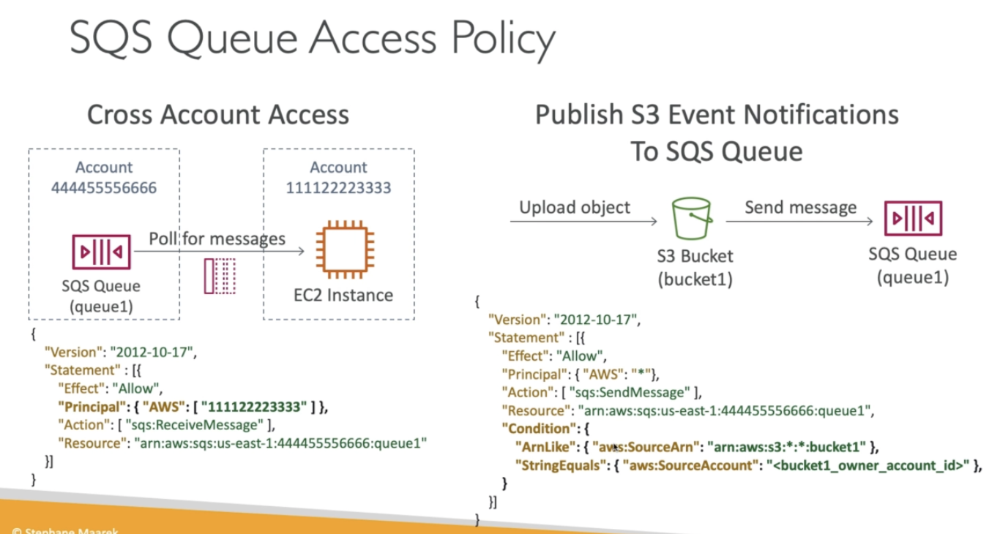 SQS Queue Access Policy
Cross Account Access
Account
444455556666
Account
111122223333
Poll for messages
SQS Queue
(queue1)
EC2 Instance
{
"Version": "2012-10-17",
"Statement" : [{
"Effect": "Allow",
"Principal": { "AWS": [ "111122223333" ] },
"Action": [ "sqs:ReceiveMessage" ],
"Resource": "arn:aws:sqs:us-east-1:444455556666:queue1"
}]
}
Publish S3 Event Notifications
To SQS Queue
Upload object
Send message
S3 Bucket
(bucket1)
SQS Queue
(queue1)
{
"Version": "2012-10-17",
"Statement" : [{
"Effect": "Allow",
"Principal": { "AWS": "*"},
"Action": [ "sqs:SendMessage" ],
"Resource": "arn:aws:sqs:us-east-1:444455556666:queue1",
"Condition": {
"ArnLike": { "aws:SourceArn": "arn:aws:s3:*:*:bucket1" },
"StringEquals": { "aws:SourceAccount": "<bucket1_owner_account_id>" },
}
}]
}
© Stephane Maarek